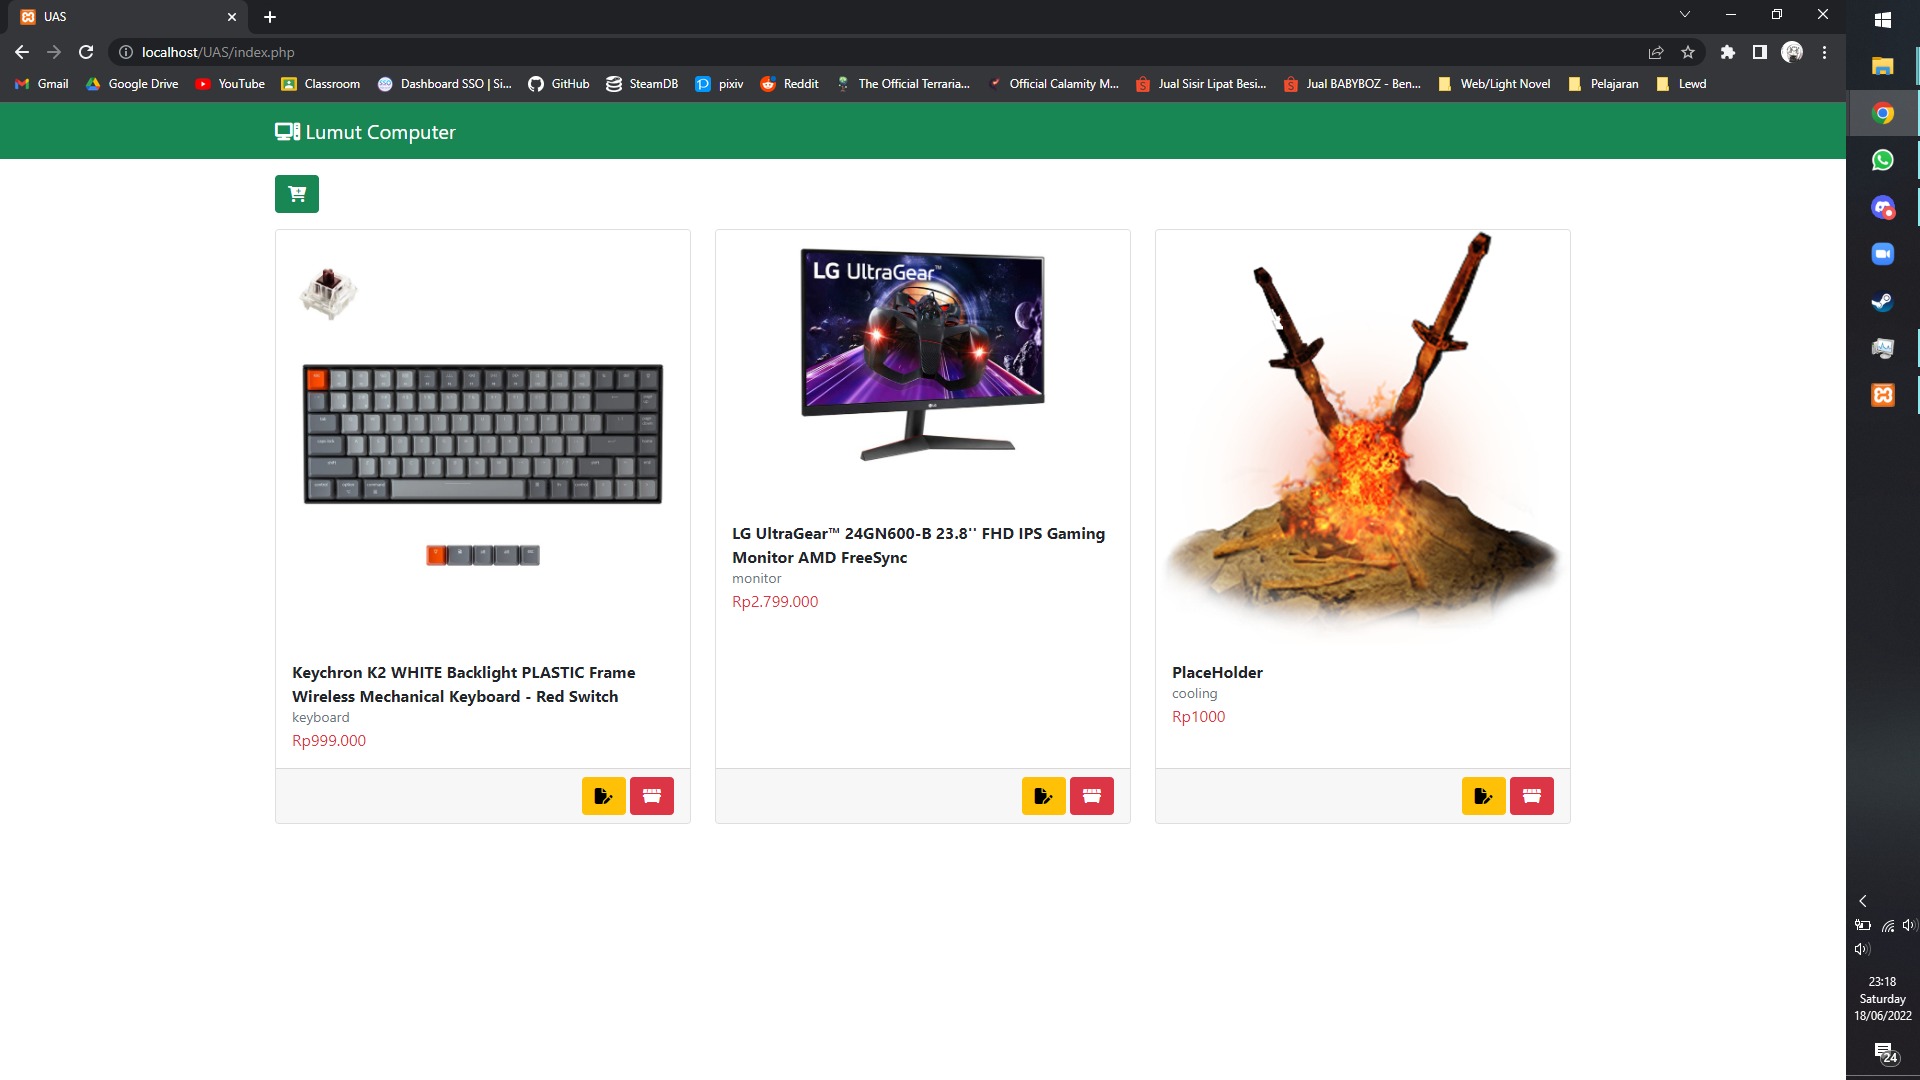 UAS
localhost/UAS/index.php
Gmail
Google Drive
YouTube
Classroom
Dashboard SSO | Si...
GitHub
SteamDB
pixiv
Reddit
The Official Terraria...
Official Calamity M...
Jual Sisir Lipat Besi...
Jual BABYBOZ - Ben...
Web/Light Novel
Pelajaran
Lewd
Lumut Computer
Keychron K2 WHITE Backlight PLASTIC Frame
Wireless Mechanical Keyboard - Red Switch
keyboard
Rp999.000
LG UltraGear™
LG UltraGear™ 24GN600-B 23.8'' FHD IPS Gaming
Monitor AMD FreeSync
monitor
Rp2.799.000
PlaceHolder
cooling
Rp1000
23:18
Saturday
18/06/2022
24